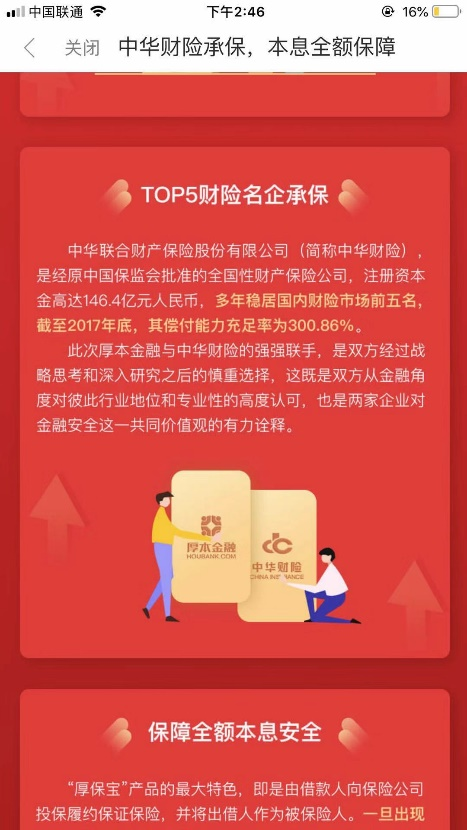 中国联通
下午2:46
16%
关闭
中华财险承保，本息全额保障
TOP5财险名企承保
中华联合财产保险股份有限公司（简称中华财险），
是经原中国保监会批准的全国性财产保险公司，注册资本
金高达146.4亿元人民币，多年稳居国内财险市场前五名，
截至2017年底，其偿付能力充足率为300.86%。
此次厚本金融与中华财险的强强联手，是双方经过战
略思考和深入研究之后的慎重选择，这既是双方从金融角
度对彼此行业地位和专业性的高度认可，也是两家企业对
金融安全这一共同价值观的有力诠释。
厚本金融
HOUBANK.COM
中华财险
CHINA INSURANCE
保障全额本息安全
“厚保宝”产品的最大特色，即是由借款人向保险公司
投保履约保证保险，并将出借人作为被保险人。一旦出现